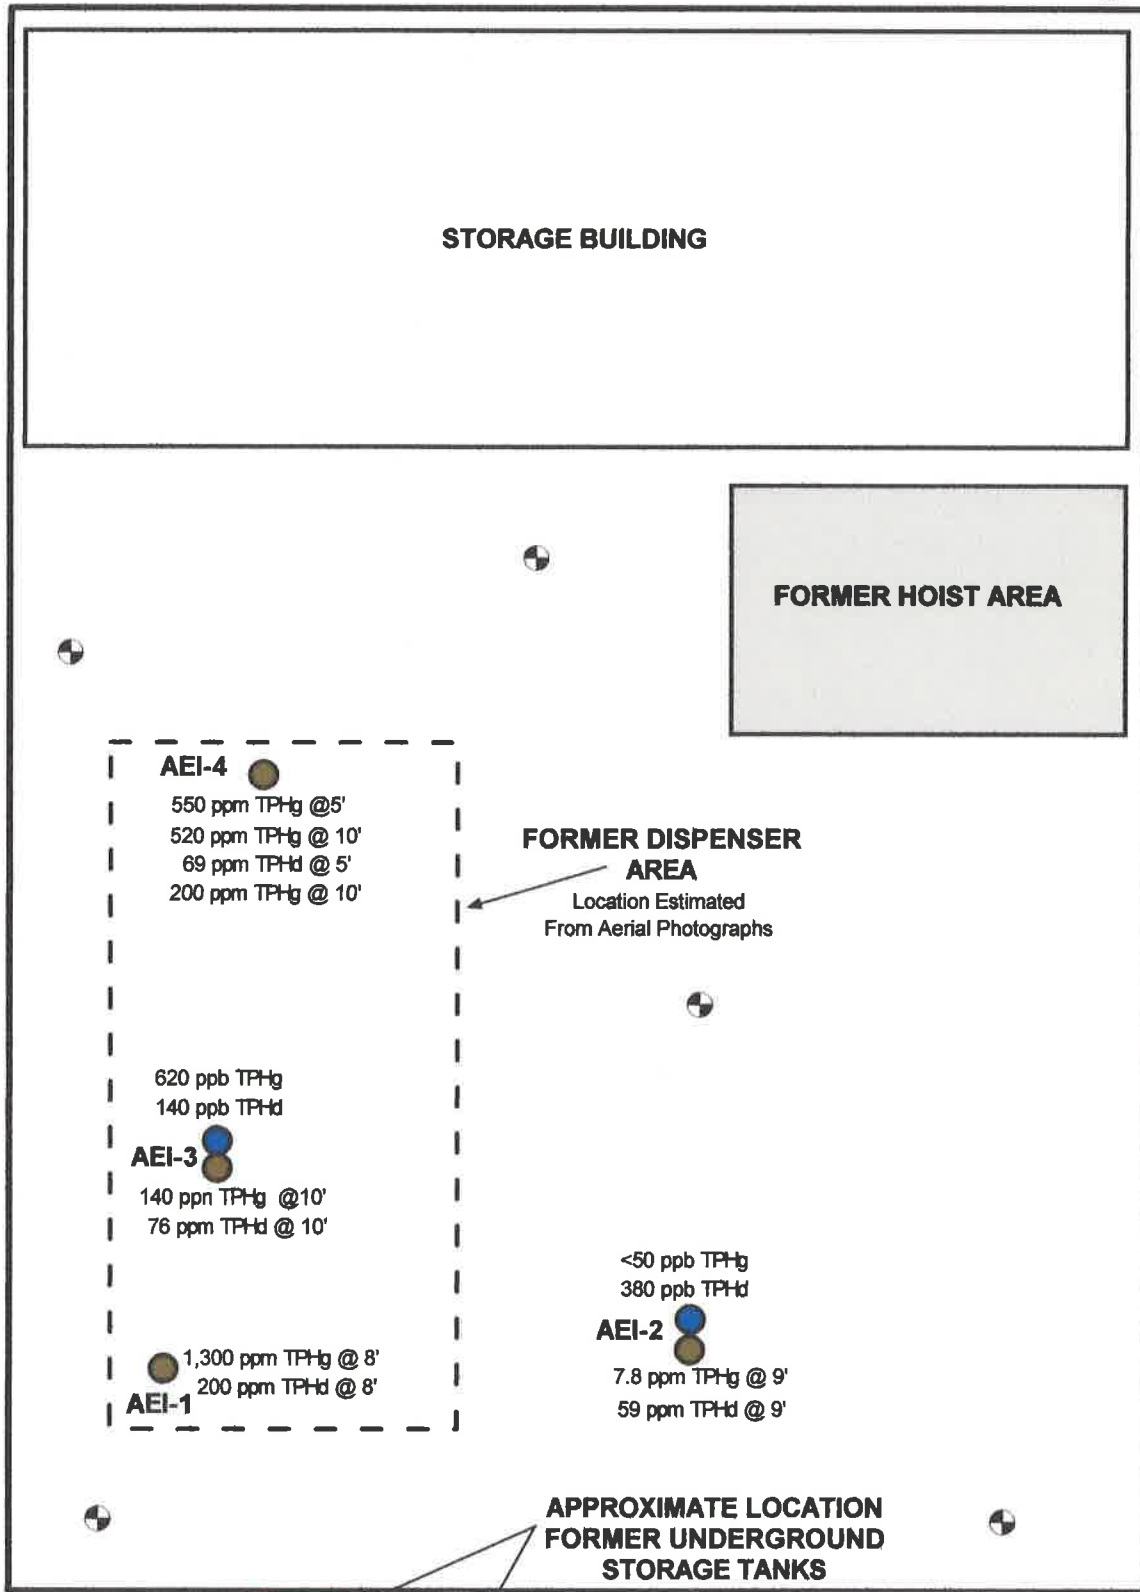 STORAGE BUILDING
FORMER HOIST AREA
AEI-4
550 ppm TPHg @5'
520 ppm TPHg @ 10'
69 ppm TPHd @ 5'
200 ppm TPHg @ 10'
FORMER DISPENSER
AREA
Location Estimated
From Aerial Photographs
620 ppb TPHg
140 ppb TPHd
AEI-3
140 ppn TPHg @10'
76 ppm TPHd @ 10'
<50 ppb TPHg
380 ppb TPHd
AEI-2
7.8 ppm TPHg @ 9'
59 ppm TPHd @ 9'
1,300 ppm TPHg @ 8'
200 ppm TPHd @ 8'
AEI-1
APPROXIMATE LOCATION
FORMER UNDERGROUND
STORAGE TANKS